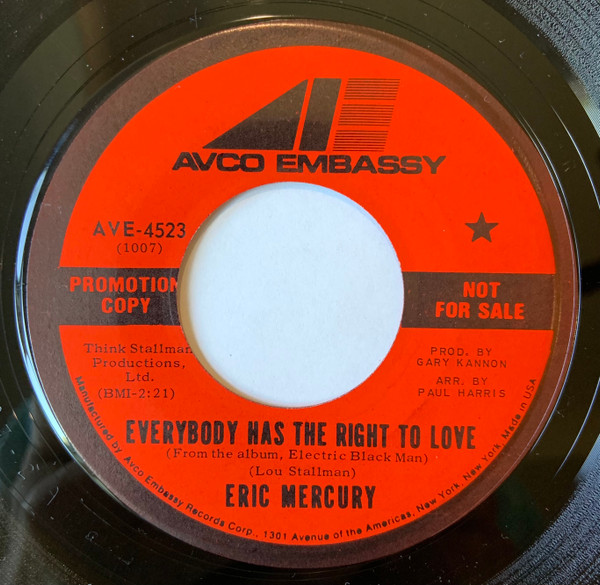 AVCO EMBASSY
AVE-4523
(1007)
PROMOTION
COPY
NOT
FOR SALE
Think Stallman
Productions,
Ltd.
(BMI-2:21)
PROD. BY
GARY KANNON
ARR. BY
PAUL HARRIS
EVERYBODY HAS THE RIGHT TO LOVE
(From the album, Electric Black Man)
(Lou Stallman)
ERIC MERCURY
Manufactured by Avco Embassy Records Corp., 1301 Avenue of the Americas, New York, New York, Made in USA